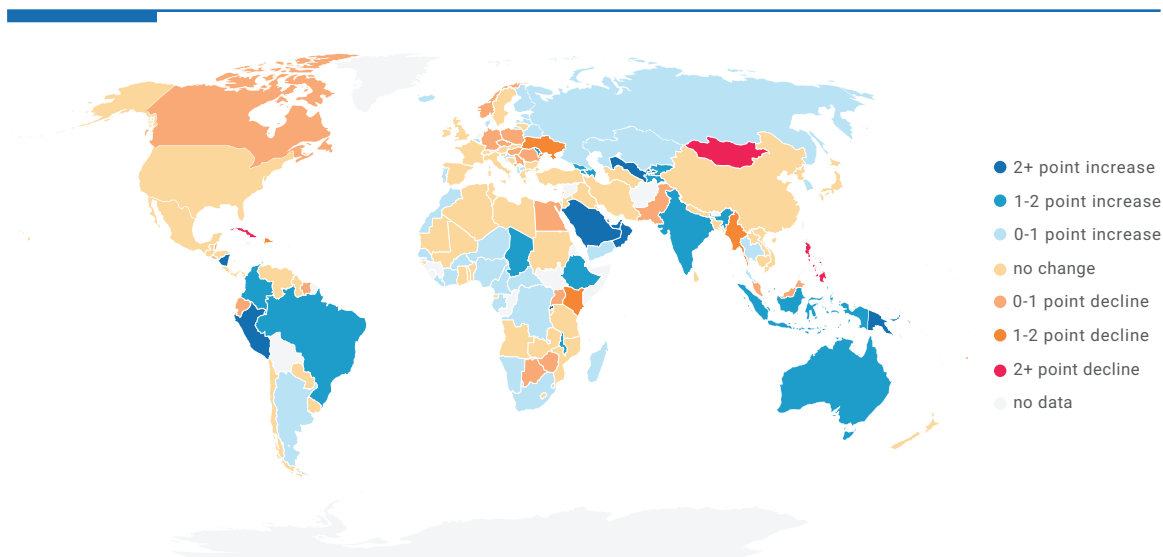 2+ point increase
1-2 point increase
0-1 point increase
no change
0-1 point decline
1-2 point decline
2+ point decline
no data